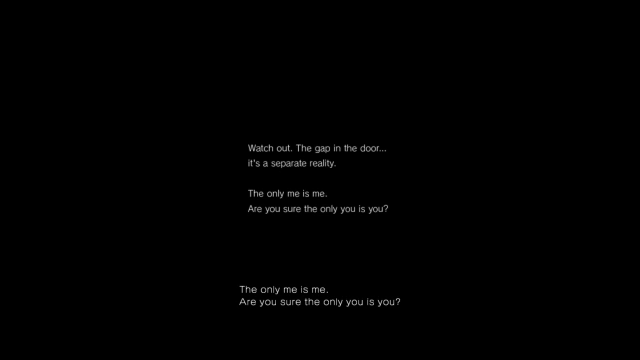 Watch out. The gap in the door...
it's a separate reality.
The only me is me.
Are you sure the only you is you?
The only me is me.
Are you sure the only you is you?